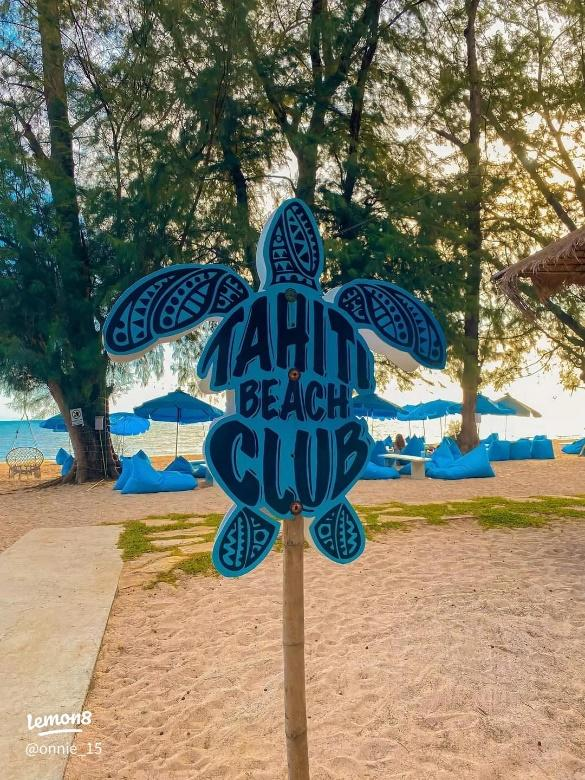 TAHITI
BEACH
CLUB
lemon8
@onnie_15